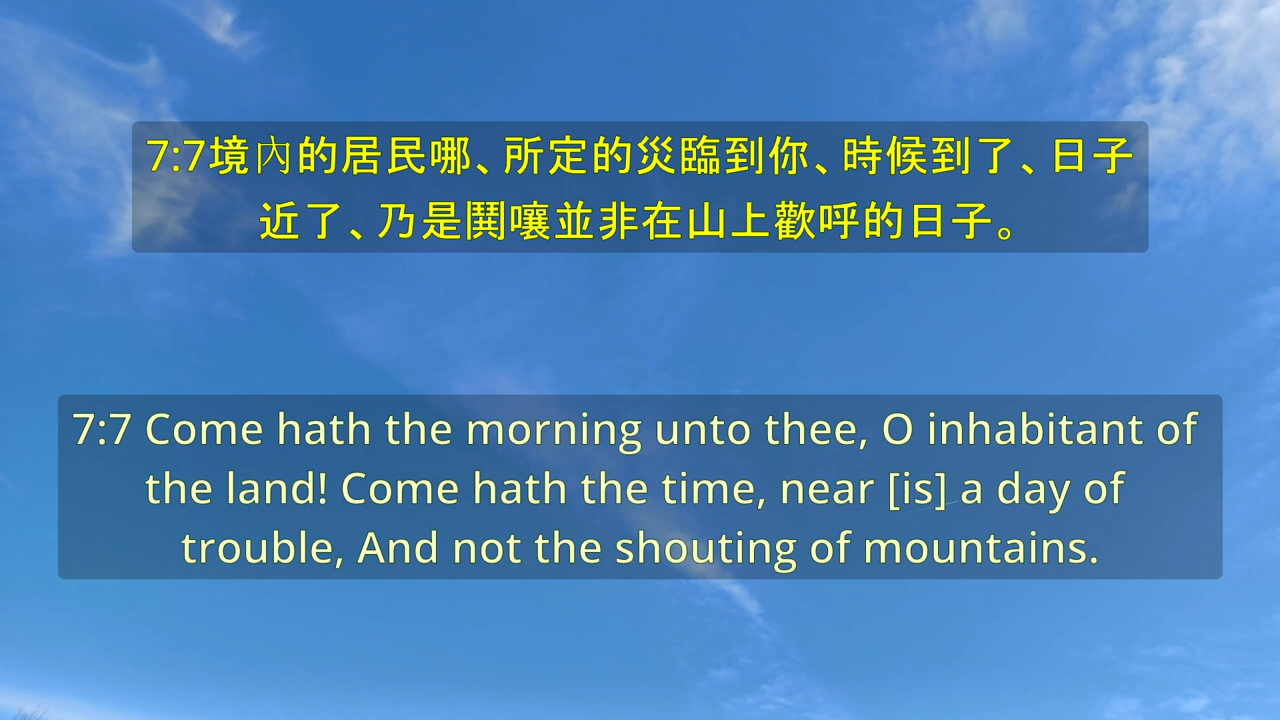 7:7境內的居民哪、所定的災臨到你、時候到了、日子
近了、乃是鬨嚷並非在山上歡呼的日子。
7:7 Come hath the morning unto thee, O inhabitant of
the land! Come hath the time, near [is] a day of
trouble, And not the shouting of mountains.